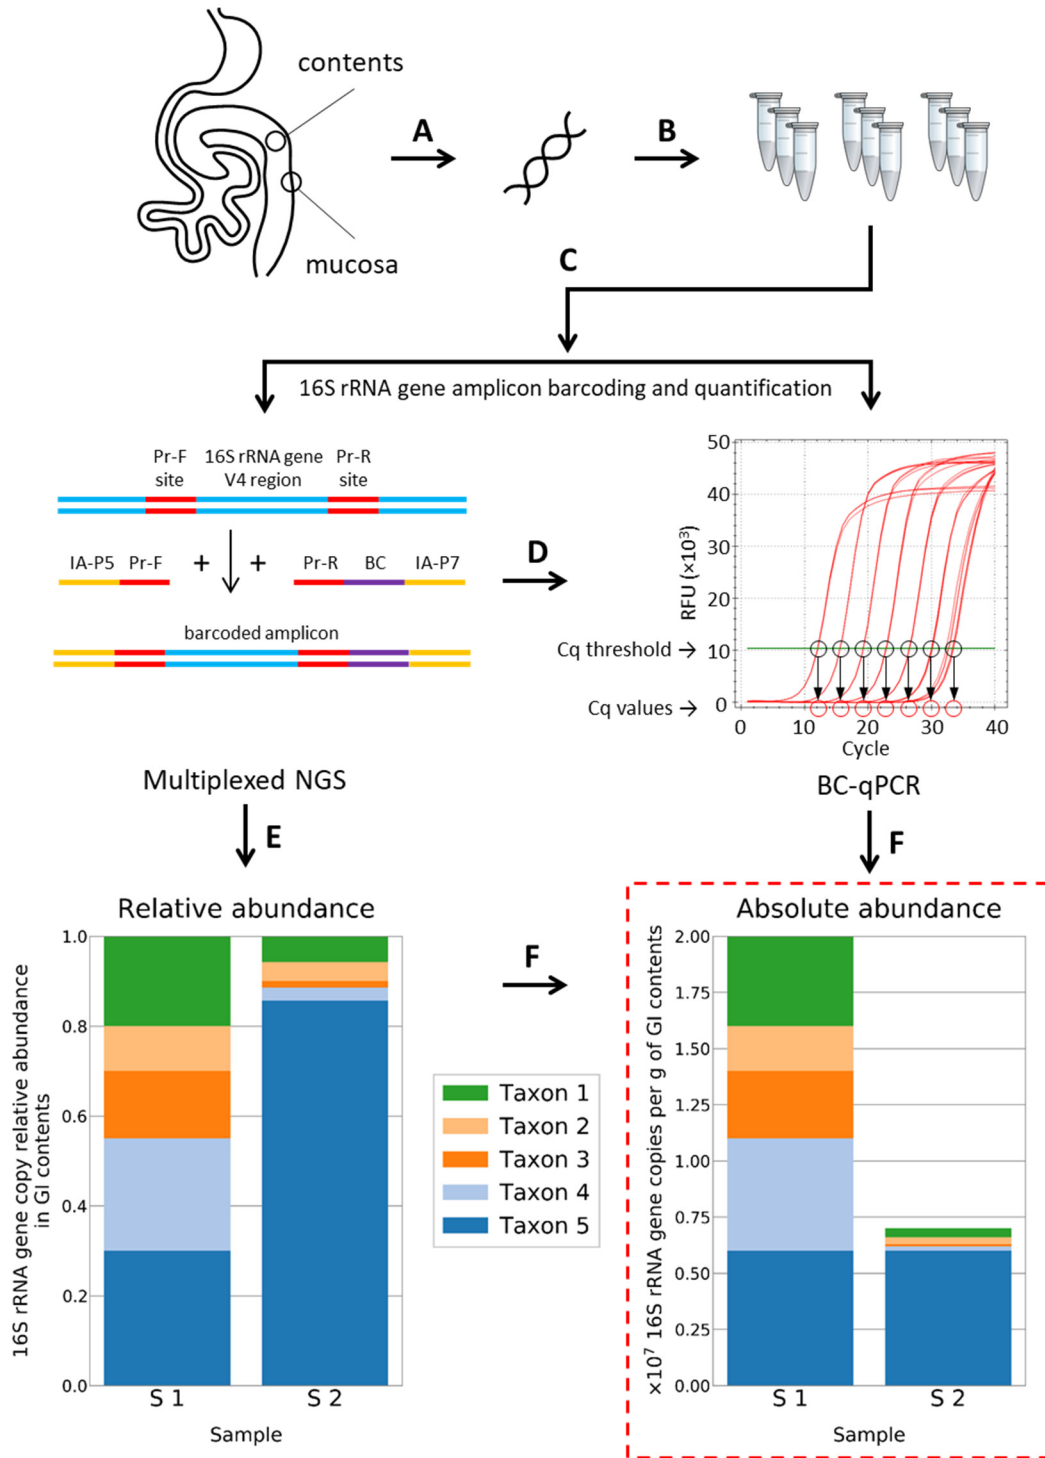 contents
A
B
mucosa
C
16S rRNA gene amplicon barcoding and quantification
Pr-F
site
16S rRNA gene
V4 region
Pr-R
site
IA-P5
Pr-F
+
+
Pr-R
BC
IA-P7
barcoded amplicon
D
50
40
30
20
10
0
RFU (×10³)
Cq threshold →
Cq values →
0
10
20
30
40
Cycle
Multiplexed NGS
BC-qPCR
E
F
Relative abundance
1.0
0.8
0.6
0.4
0.2
0.0
16S rRNA gene copy relative abundance
in GI contents
S 1
S 2
Sample
F
Taxon 1
Taxon 2
Taxon 3
Taxon 4
Taxon 5
Absolute abundance
2.00
1.75
1.50
1.25
1.00
0.75
0.50
0.25
0.00
×10⁷ 16S rRNA gene copies per g of GI contents
S 1
S 2
Sample